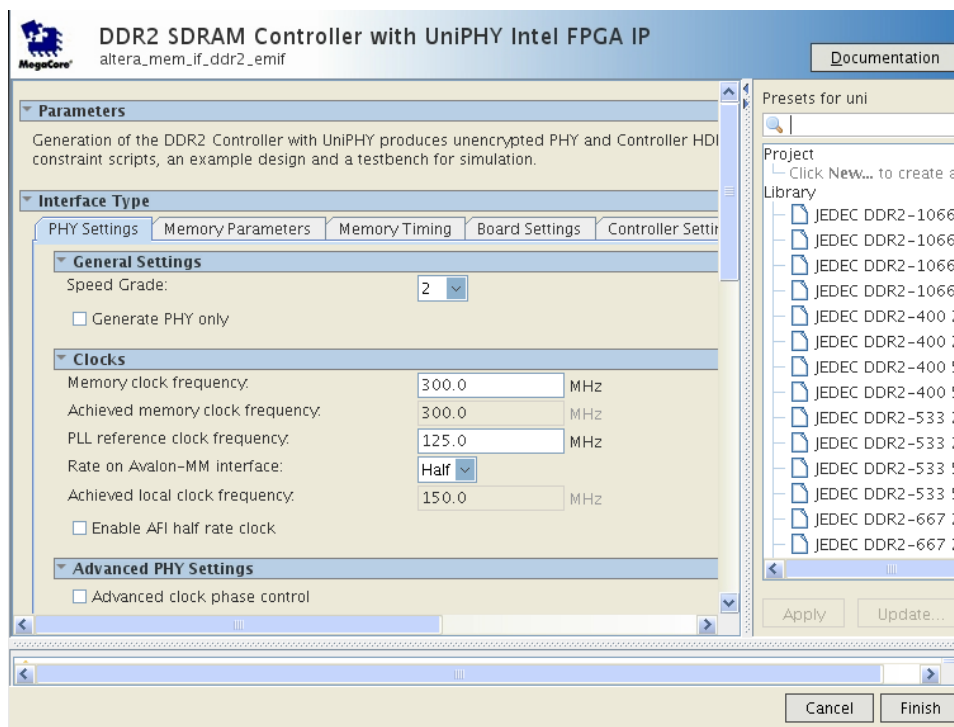 DDR2 SDRAM Controller with UniPHY Intel FPGA IP
MegaCore®
altera_mem_if_ddr2_emif
Documentation
Parameters
Generation of the DDR2 Controller with UniPHY produces unencrypted PHY and Controller HDL
constraint scripts, an example design and a testbench for simulation.
Interface Type
PHY Settings
Memory Parameters
Memory Timing
Board Settings
Controller Settin
General Settings
Speed Grade:
2
Generate PHY only
Clocks
Memory clock frequency:
300.0
MHz
Achieved memory clock frequency:
300.0
MHz
PLL reference clock frequency:
125.0
MHz
Rate on Avalon-MM interface:
Half
Achieved local clock frequency:
150.0
MHz
Enable AFI half rate clock
Advanced PHY Settings
Advanced clock phase control
Presets for uni
Project
Click New... to create a
Library
JEDEC DDR2-1066
JEDEC DDR2-1066
JEDEC DDR2-1066
JEDEC DDR2-1066
JEDEC DDR2-400
JEDEC DDR2-400
JEDEC DDR2-400
JEDEC DDR2-400
JEDEC DDR2-533
JEDEC DDR2-533
JEDEC DDR2-533
JEDEC DDR2-533
JEDEC DDR2-667
JEDEC DDR2-667
Apply
Update...
Cancel
Finish